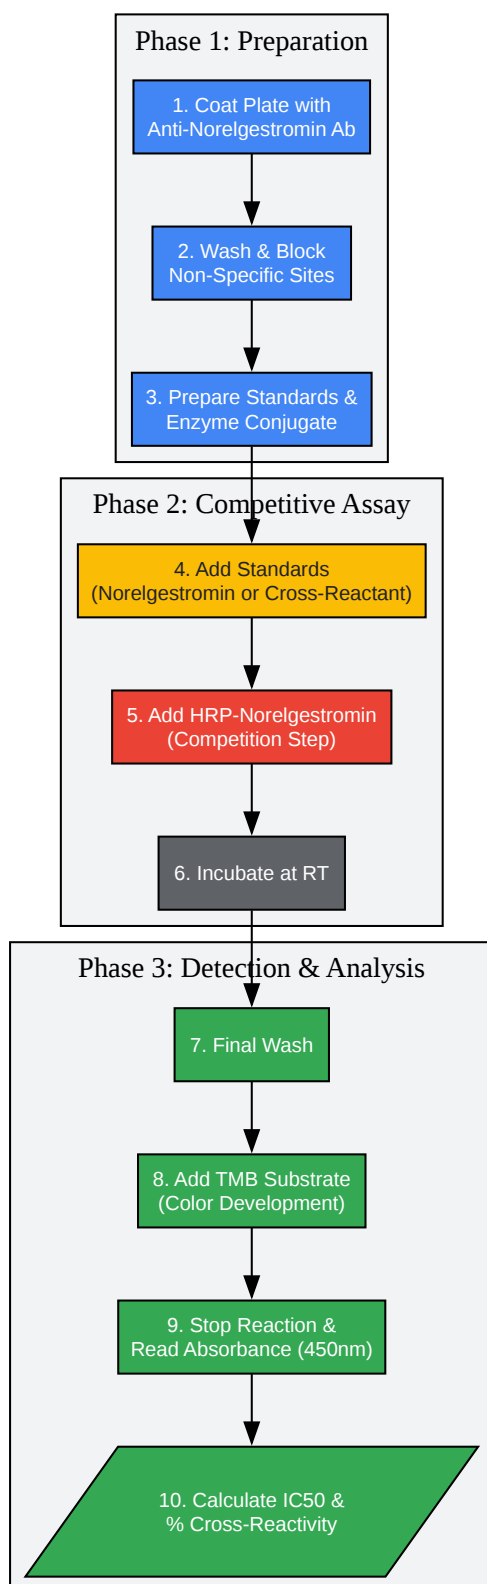 Phase 1: Preparation
1. Coat Plate with
Anti-Norelgestromin Ab
2. Wash & Block
Non-Specific Sites
3. Prepare Standards &
Enzyme Conjugate
Phase 2: Competitive Assay
4. Add Standards
(Norelgestromin or Cross-Reactant)
5. Add HRP-Norelgestromin
(Competition Step)
6. Incubate at RT
Phase 3: Detection & Analysis
7. Final Wash
8. Add TMB Substrate
(Color Development)
9. Stop Reaction &
Read Absorbance (450nm)
10. Calculate IC50 &
% Cross-Reactivity